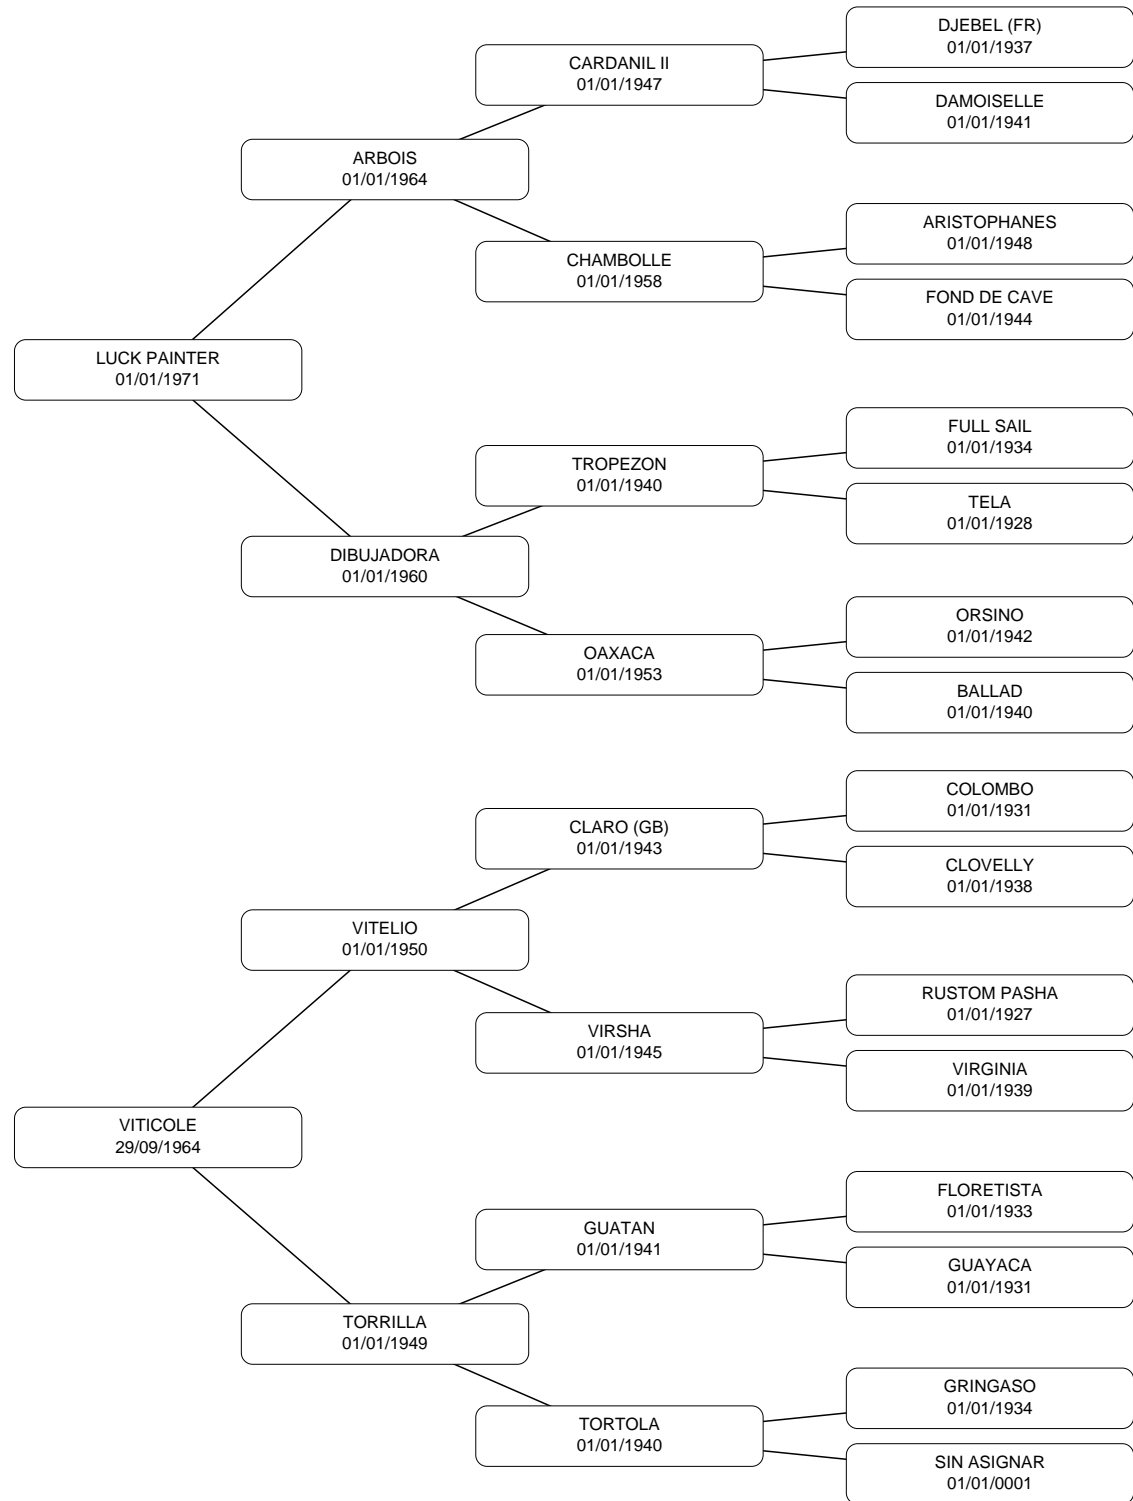 DJEBEL (FR)
01/01/1937
CARDANIL II
01/01/1947
DAMOISELLE
01/01/1941
ARBOIS
01/01/1964
ARISTOPHANES
01/01/1948
CHAMBOLLE
01/01/1958
FOND DE CAVE
01/01/1944
LUCK PAINTER
01/01/1971
FULL SAIL
01/01/1934
TROPEZON
01/01/1940
TELA
01/01/1928
DIBUJADORA
01/01/1960
ORSINO
01/01/1942
OAXACA
01/01/1953
BALLAD
01/01/1940
COLOMBO
01/01/1931
CLARO (GB)
01/01/1943
CLOVELLY
01/01/1938
VITELIO
01/01/1950
RUSTOM PASHA
01/01/1927
VIRSHA
01/01/1945
VIRGINIA
01/01/1939
VITICOLE
29/09/1964
FLORETISTA
01/01/1933
GUATAN
01/01/1941
GUAYACA
01/01/1931
TORRILLA
01/01/1949
GRINGASO
01/01/1934
TORTOLA
01/01/1940
SIN ASIGNAR
01/01/0001